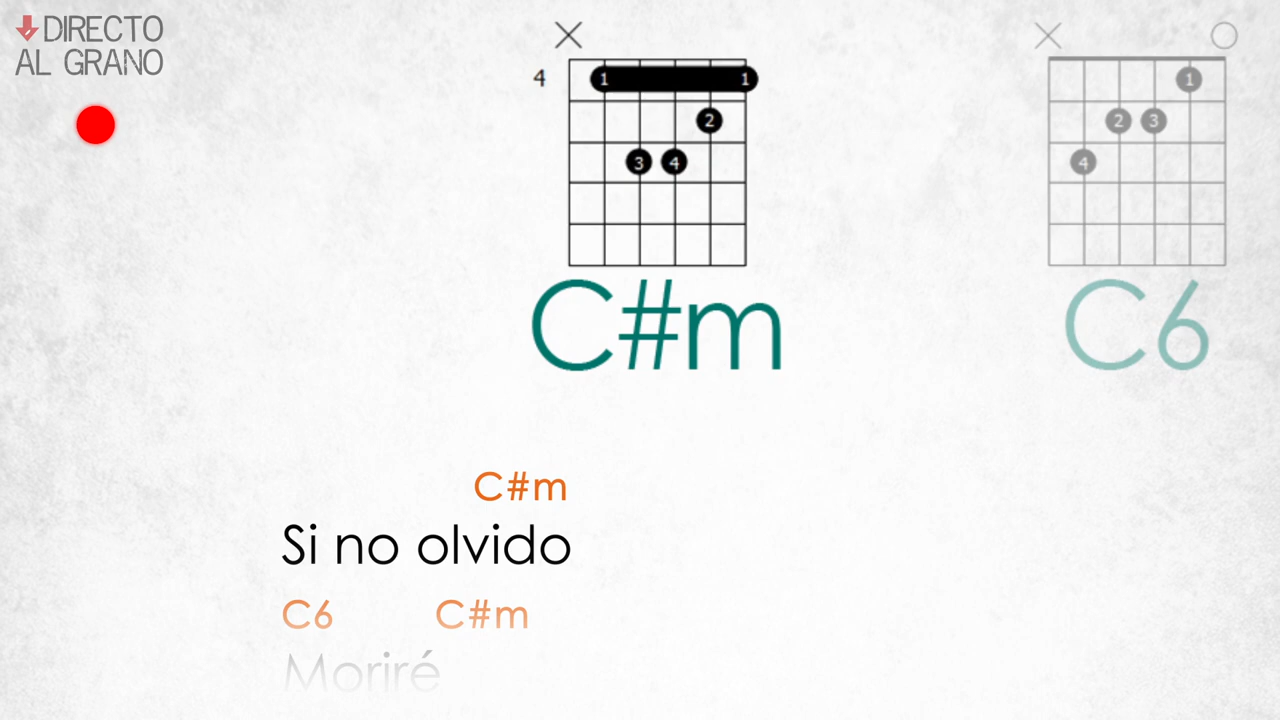 DIRECTO
AL GRANO
X
X O
4 1 1
1
2
2 3
3 4
4
C#m C6
C#m
Si no olvido
C6 C#m
Moriré